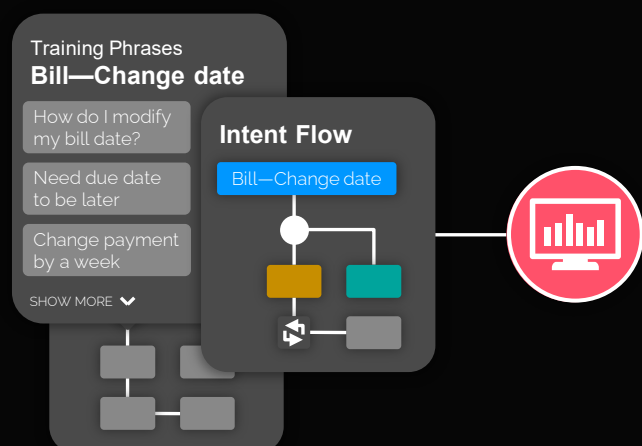 Training Phrases
Bill—Change date
How do I modify
my bill date?
Need due date
to be later
Change payment
by a week
SHOW MORE
Intent Flow
Bill—Change date